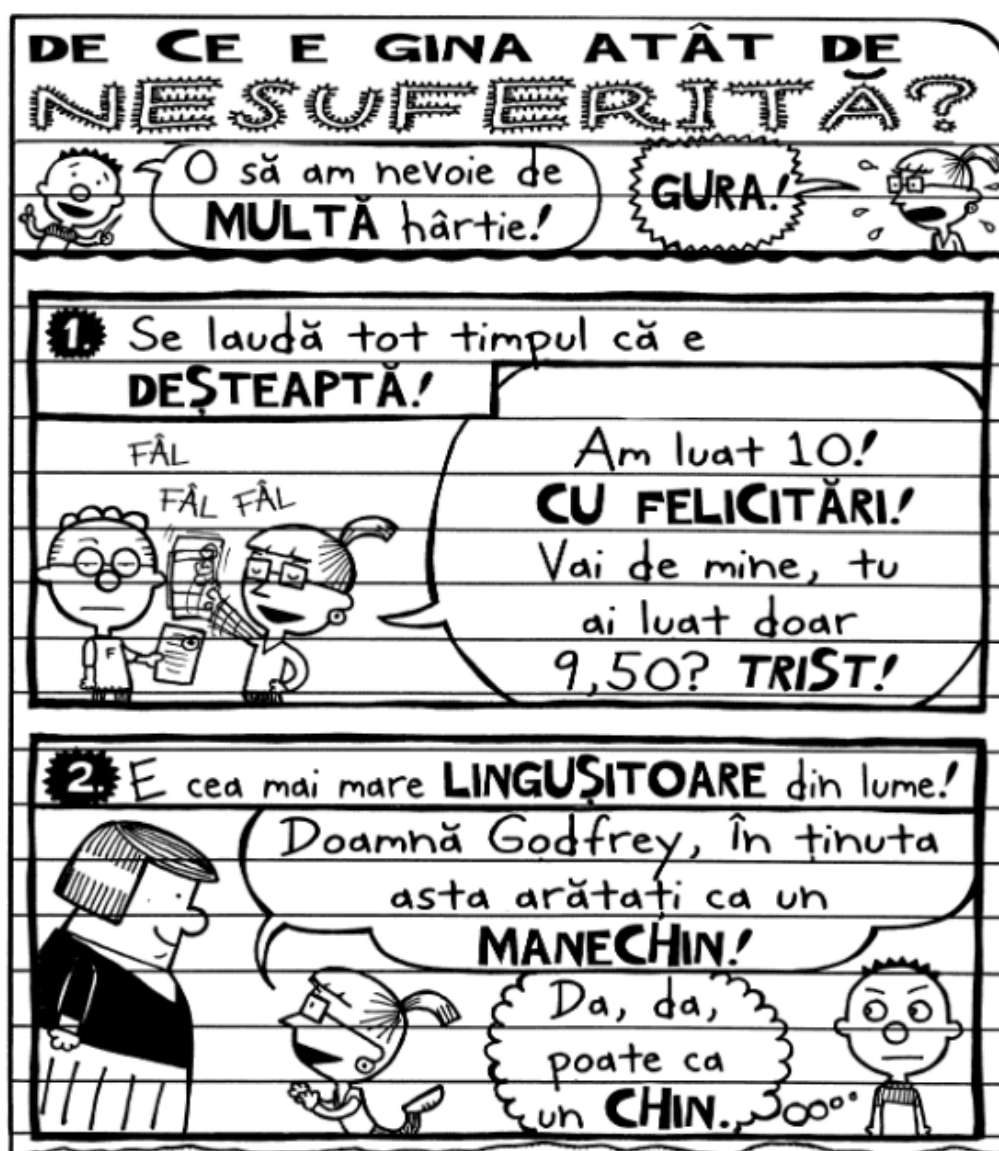 DE CE E GINA ATÂT DE
NESUFERITĂ?
O să am nevoie de
MULTĂ hârtie!
GURA!
1. Se laudă tot timpul că e
DEȘTEAPTĂ!
FÂL
FÂL FÂL
Am luat 10!
CU FELICITĂRI!
Vai de mine, tu
ai luat doar
9,50? TRIST!
F
2. E cea mai mare LINGUȘITOARE din lume!
Doamnă Godfrey, în ținuta
asta arătați ca un
MANECHIN!
Da, da,
poate ca
un CHIN.